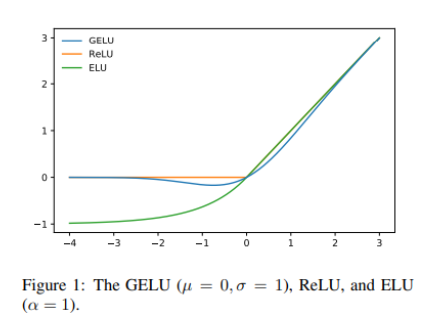 3
2
1
0
−1
GELU
ReLU
ELU
−4 −3 −2 −1 0 1 2 3
Figure 1: The GELU (μ = 0, σ = 1), ReLU, and ELU
(α = 1).